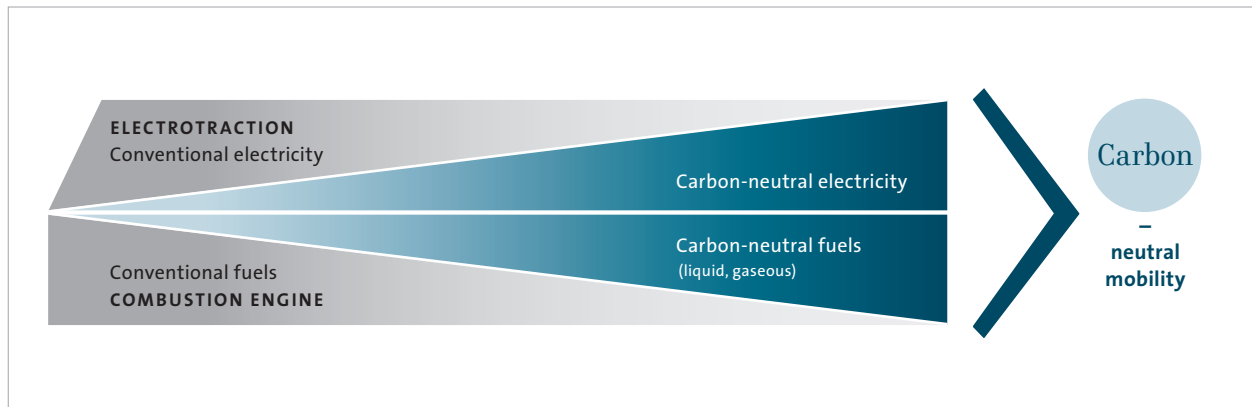 ELECTROTRACTION
Conventional electricity
Carbon-neutral electricity
Carbon-neutral fuels
(liquid, gaseous)
Conventional fuels
COMBUSTION ENGINE
Carbon
–
neutral
mobility